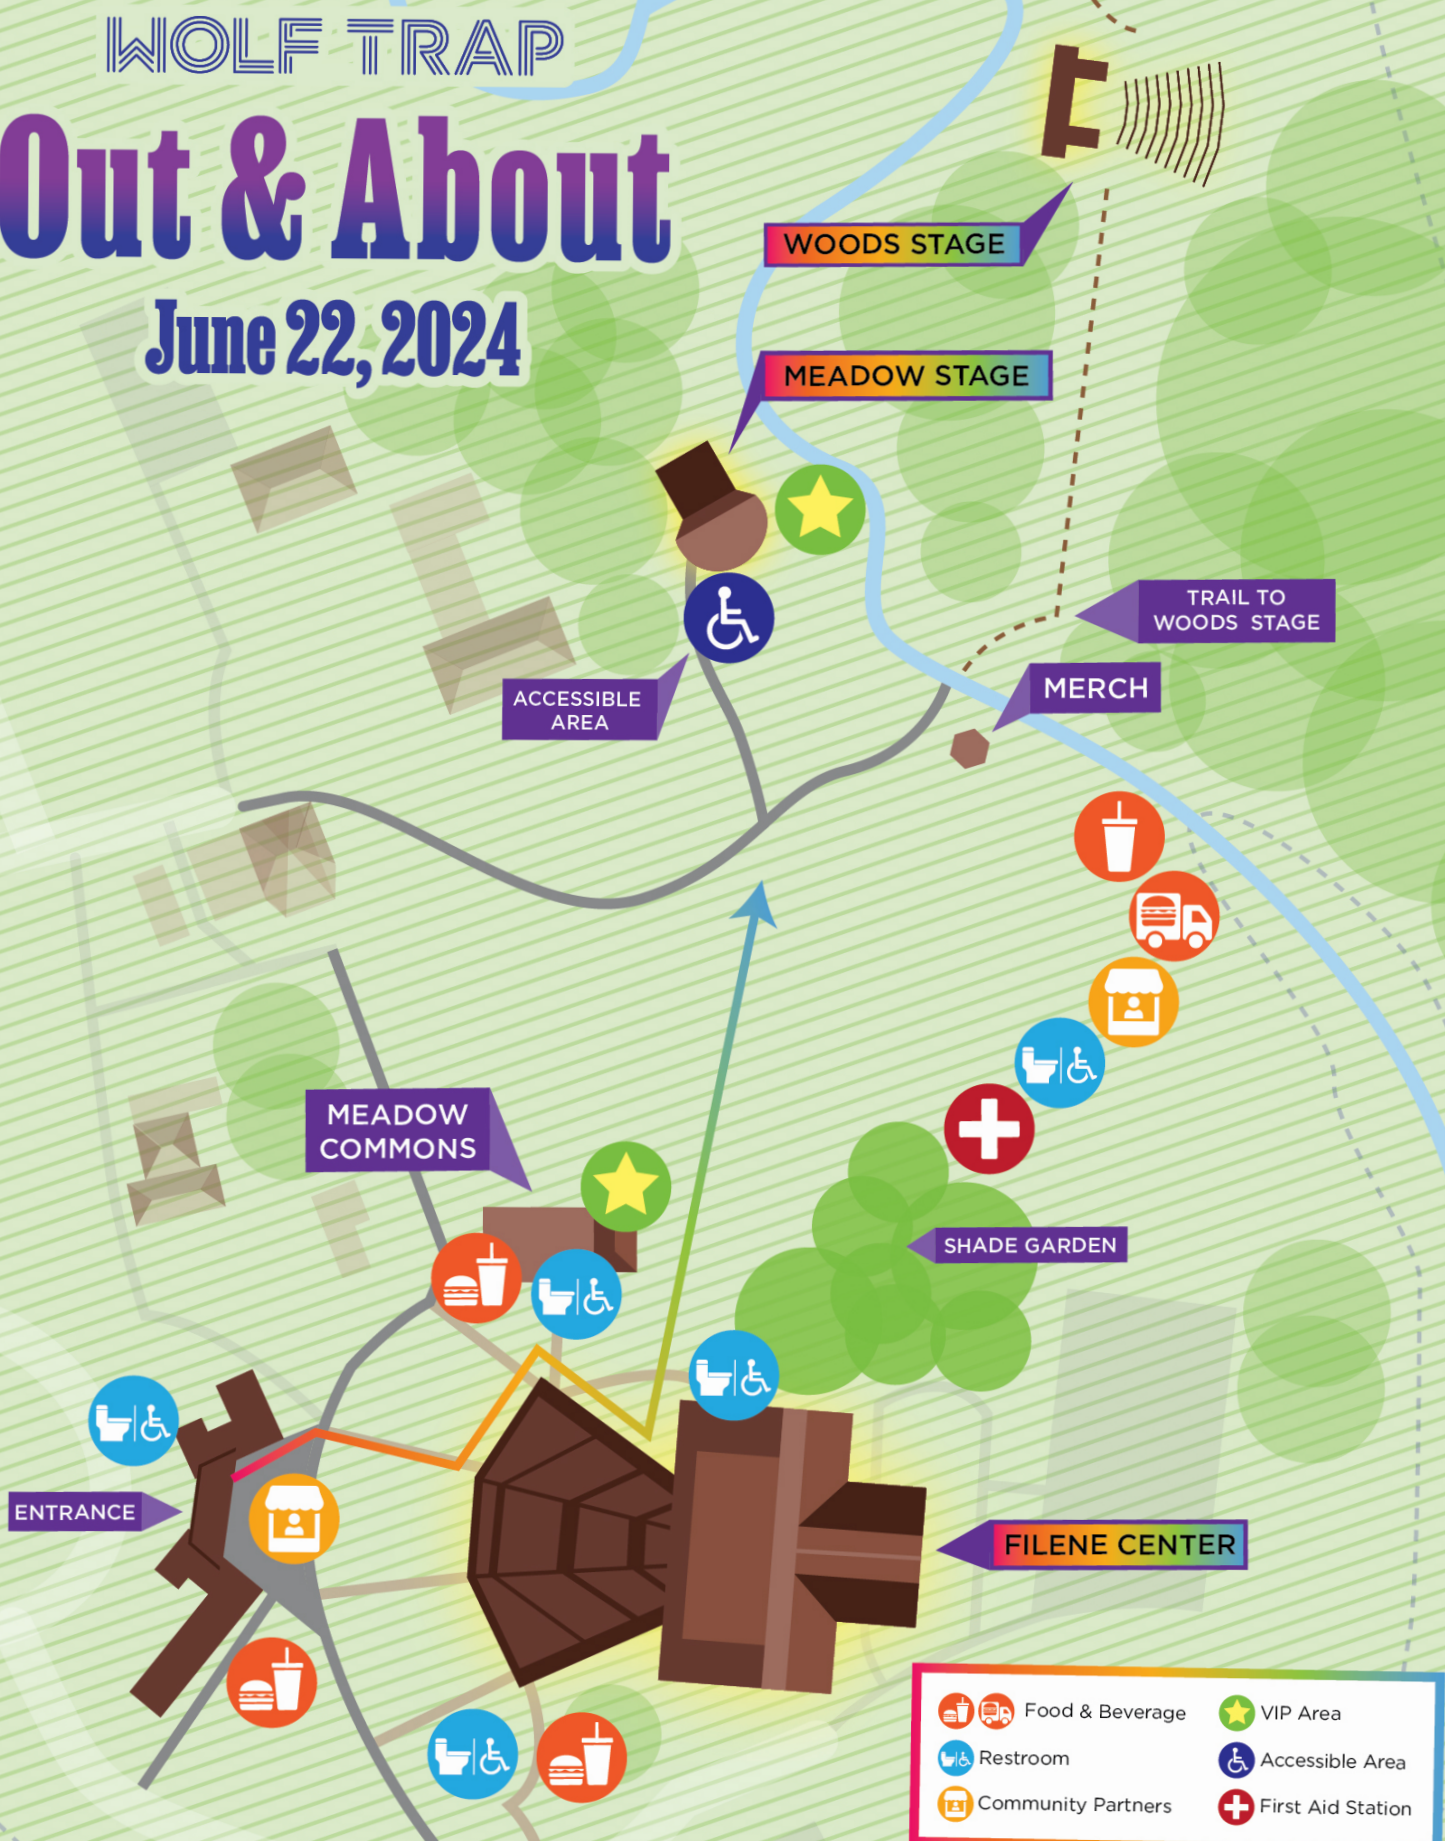 WOLF TRAP
Out & About
June 22, 2024
WOODS STAGE
MEADOW STAGE
TRAIL TO
WOODS STAGE
MERCH
ACCESSIBLE
AREA
MEADOW
COMMONS
SHADE GARDEN
ENTRANCE
FILENE CENTER
Food & Beverage
VIP Area
Restroom
Accessible Area
Community Partners
First Aid Station